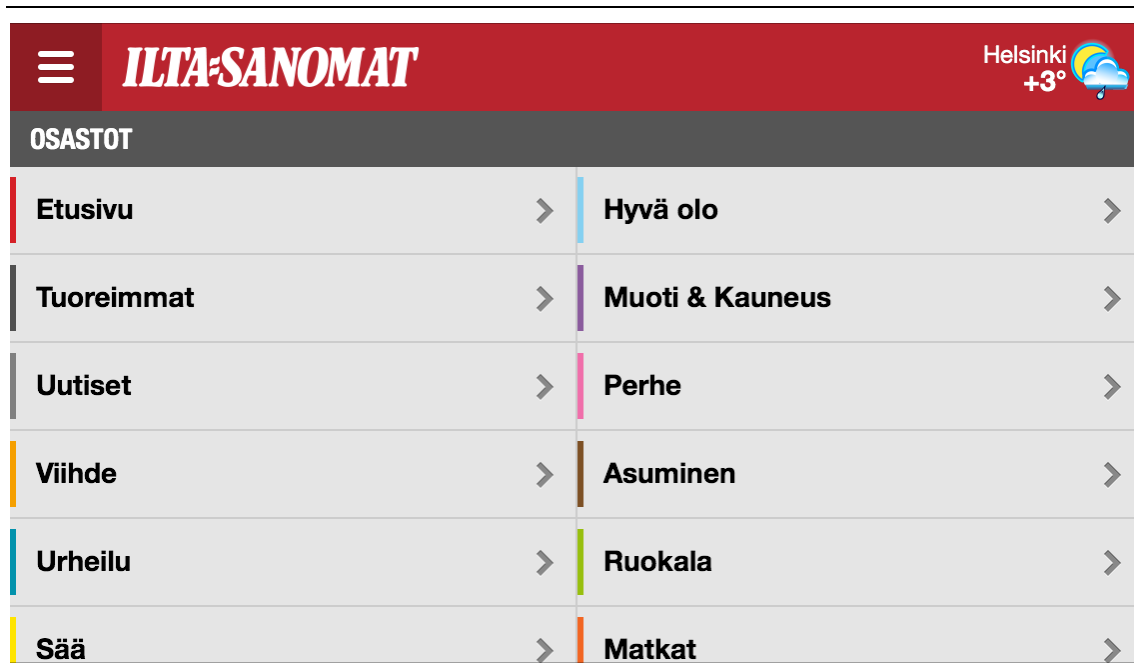 ILTA-SANOMAT
Helsinki
+3°
OSASTOT
Etusivu
Hyvä olo
Tuoreimmat
Muoti & Kauneus
Uutiset
Perhe
Viihde
Asuminen
Urheilu
Ruokala
Sää
Matkat